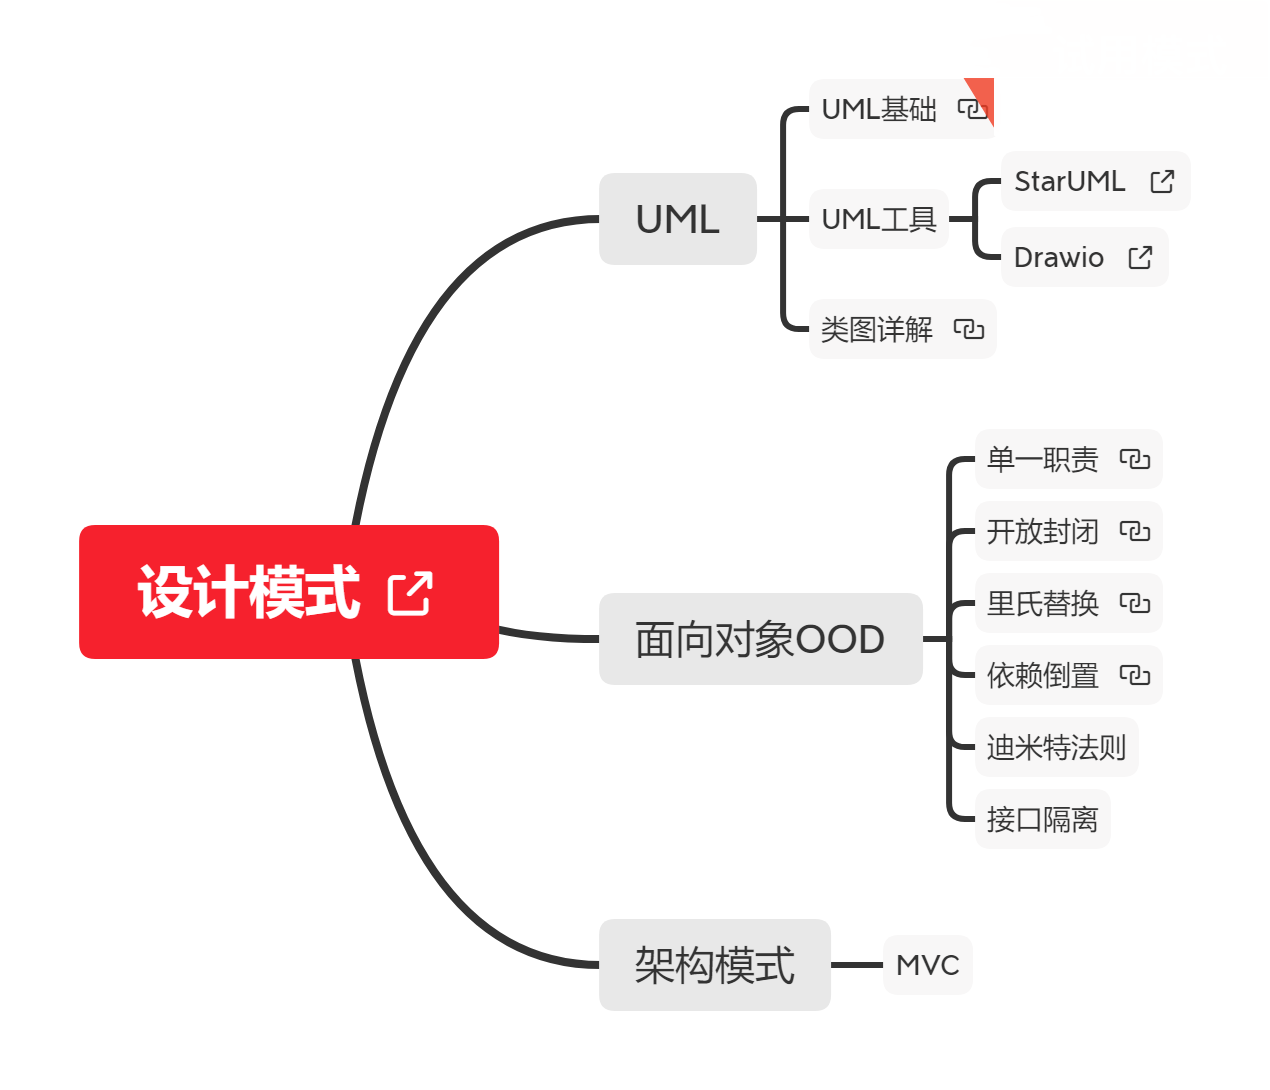 UML基础
StarUML
UML
UML工具
Drawio
类图详解
单一职责
开放封闭
设计模式
里氏替换
面向对象OOD
依赖倒置
迪米特法则
接口隔离
架构模式
MVC